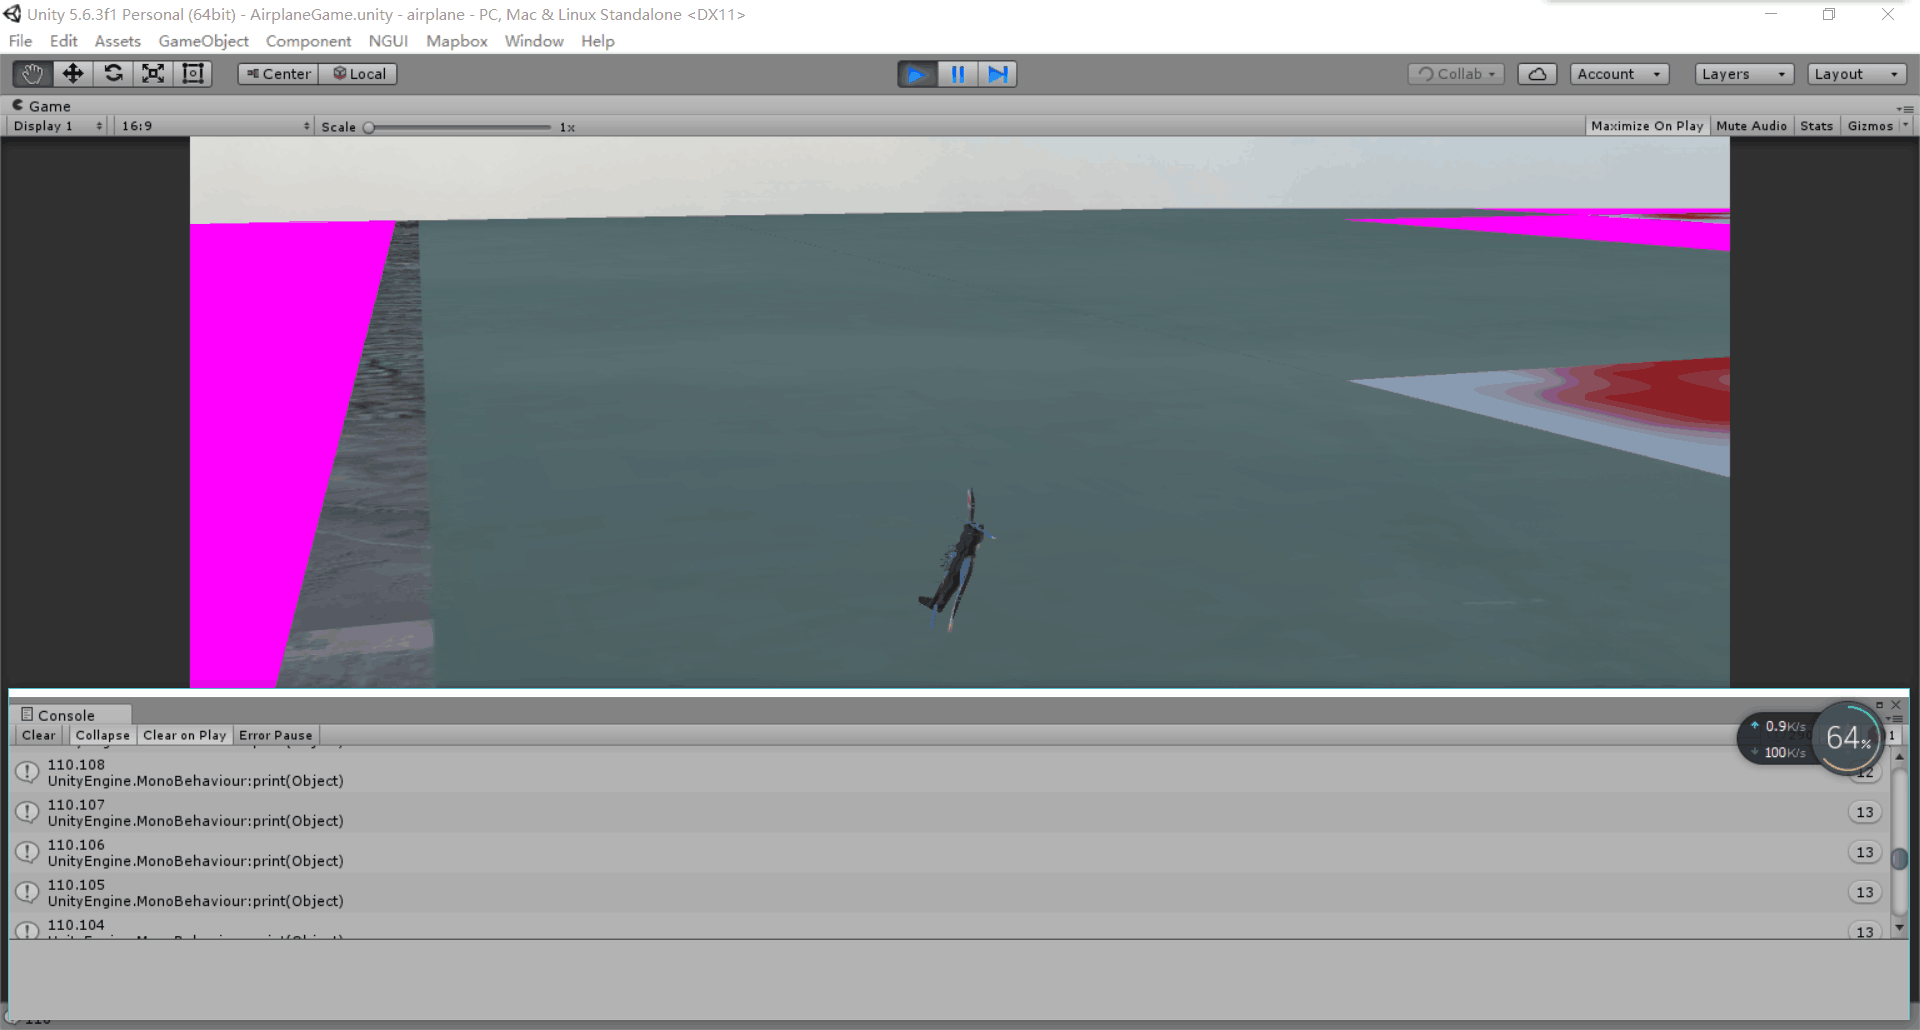 Unity 5.6.3f1 Personal (64bit) - AirplaneGame.unity - airplane - PC, Mac & Linux Standalone <DX11>
File Edit Assets GameObject Component NGUI Mapbox Window Help
Center Local Collab Account Layers Layout
Game
Display 1 16:9 Scale 1x Maximize On Play Mute Audio Stats Gizmos
Console
Clear Collapse Clear on Play Error Pause 1
0.9K/s
100K/s
64%
110.108
UnityEngine.MonoBehaviour:print(Object) 12
110.107
UnityEngine.MonoBehaviour:print(Object) 13
110.106
UnityEngine.MonoBehaviour:print(Object) 13
110.105
UnityEngine.MonoBehaviour:print(Object) 13
110.104
13